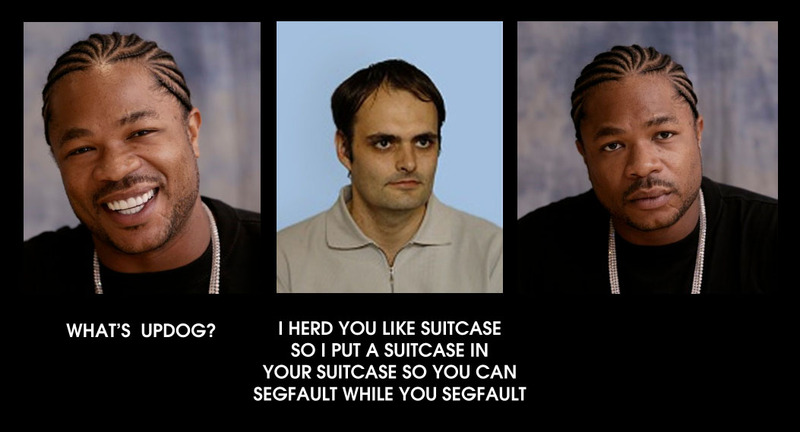 WHAT'S UPDOG?
I HERD YOU LIKE SUITCASE
SO I PUT A SUITCASE IN
YOUR SUITCASE SO YOU CAN
SEGFAULT WHILE YOU SEGFAULT